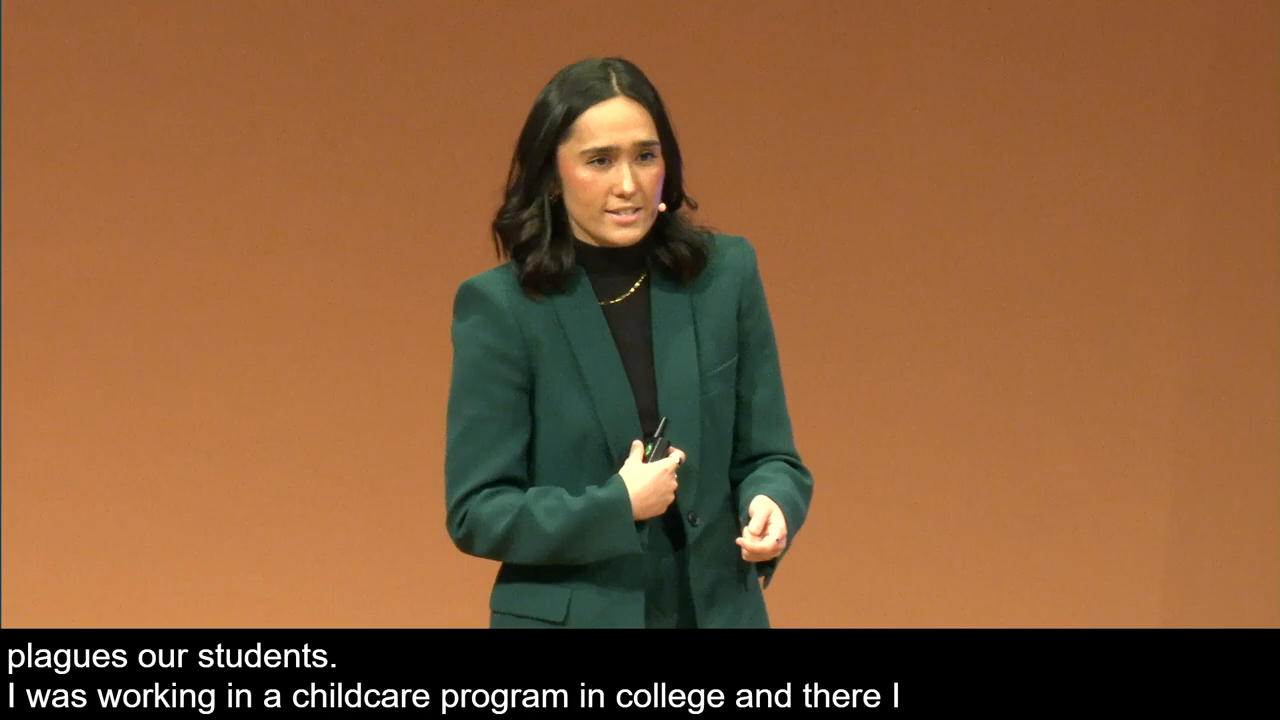 plagues our students.
I was working in a childcare program in college and there I